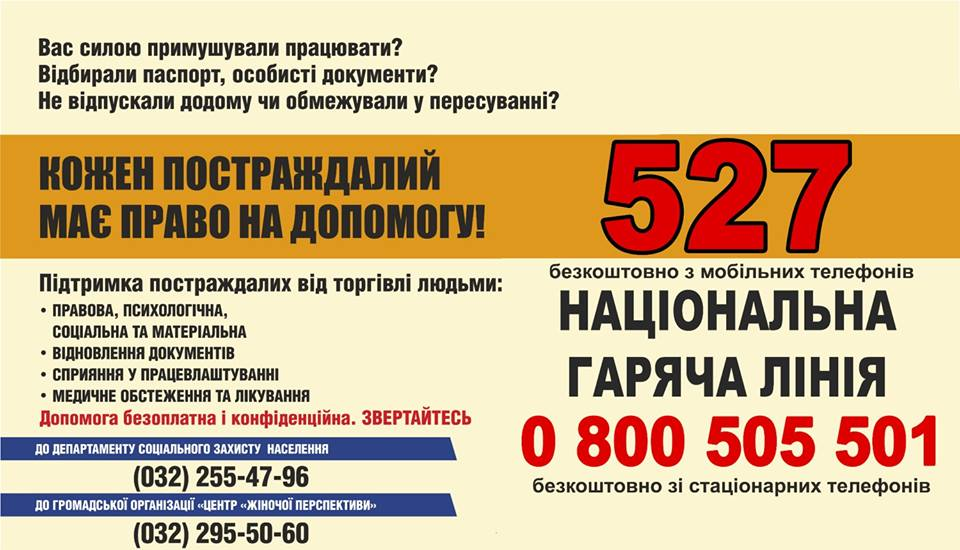 Вас силою примушували працювати?
Відбирали паспорт, особисті документи?
Не відпускали додому чи обмежували у пересуванні?
КОЖЕН ПОСТРАЖДАЛИЙ
МАЄ ПРАВО НА ДОПОМОГУ!
Підтримка постраждалих від торгівлі людьми:
• ПРАВОВА, ПСИХОЛОГІЧНА,
СОЦІАЛЬНА ТА МАТЕРІАЛЬНА
• ВІДНОВЛЕННЯ ДОКУМЕНТІВ
• СПРИЯННЯ У ПРАЦЕВЛАШТУВАННІ
• МЕДИЧНЕ ОБСТЕЖЕННЯ ТА ЛІКУВАННЯ
Допомога безоплатна і конфіденційна. ЗВЕРТАЙТЕСЬ
ДО ДЕПАРТАМЕНТУ СОЦІАЛЬНОГО ЗАХИСТУ НАСЕЛЕННЯ
(032) 255-47-96
ДО ГРОМАДСЬКОЇ ОРГАНІЗАЦІЇ «ЦЕНТР «ЖІНОЧІ ПЕРСПЕКТИВИ»
(032) 295-50-60
527
безкоштовно з мобільних телефонів
НАЦІОНАЛЬНА
ГАРЯЧА ЛІНІЯ
0 800 505 501
безкоштовно зі стаціонарних телефонів